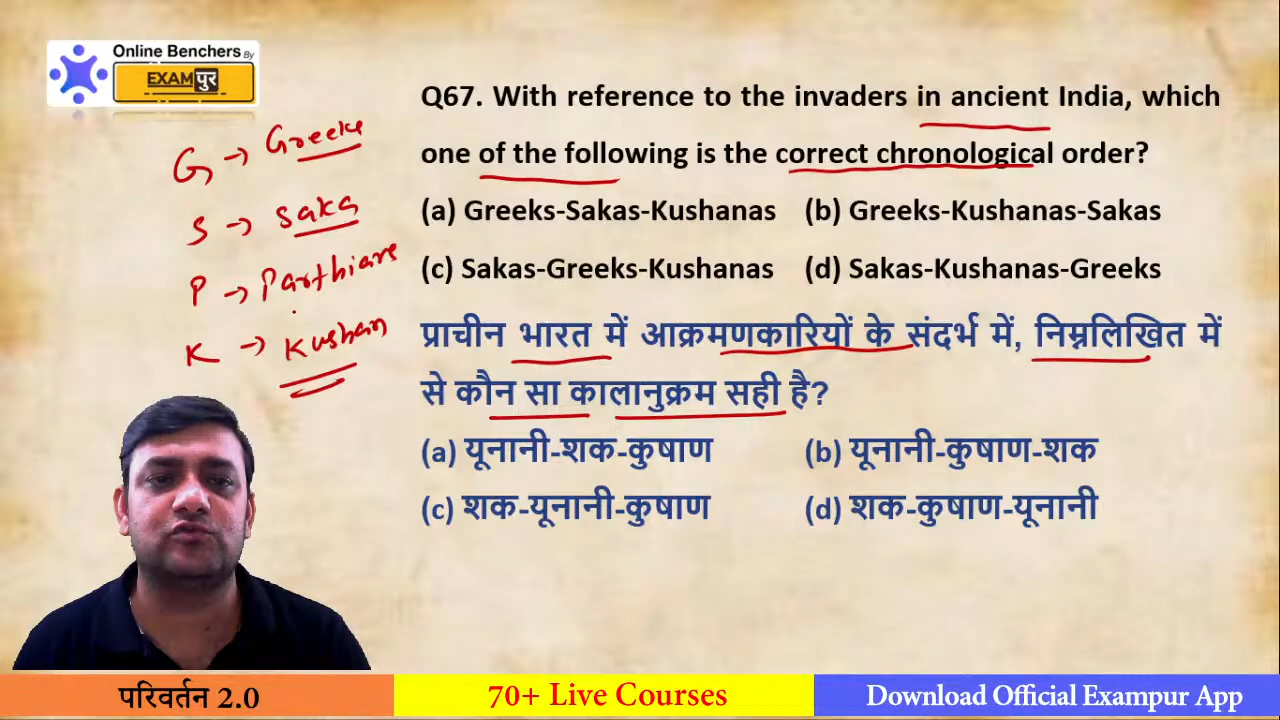 Online Benchers By
EXAMपुर
G → Greeks
S → Saka
P → Parthians
K → Kushan
Q67. With reference to the invaders in ancient India, which
one of the following is the correct chronological order?
(a) Greeks-Sakas-Kushanas (b) Greeks-Kushanas-Sakas
(c) Sakas-Greeks-Kushanas (d) Sakas-Kushanas-Greeks
प्राचीन भारत में आक्रमणकारियों के संदर्भ में, निम्नलिखित में
से कौन सा कालानुक्रम सही है?
(a) यूनानी-शक-कुषाण (b) यूनानी-कुषाण-शक
(c) शक-यूनानी-कुषाण (d) शक-कुषाण-यूनानी
परिवर्तन 2.0 70+ Live Courses Download Official Exampur App